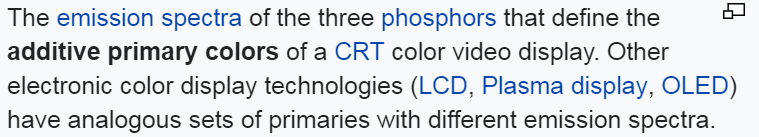 The emission spectra of the three phosphors that define the
additive primary colors of a CRT color video display. Other
electronic color display technologies (LCD, Plasma display, OLED)
have analogous sets of primaries with different emission spectra.